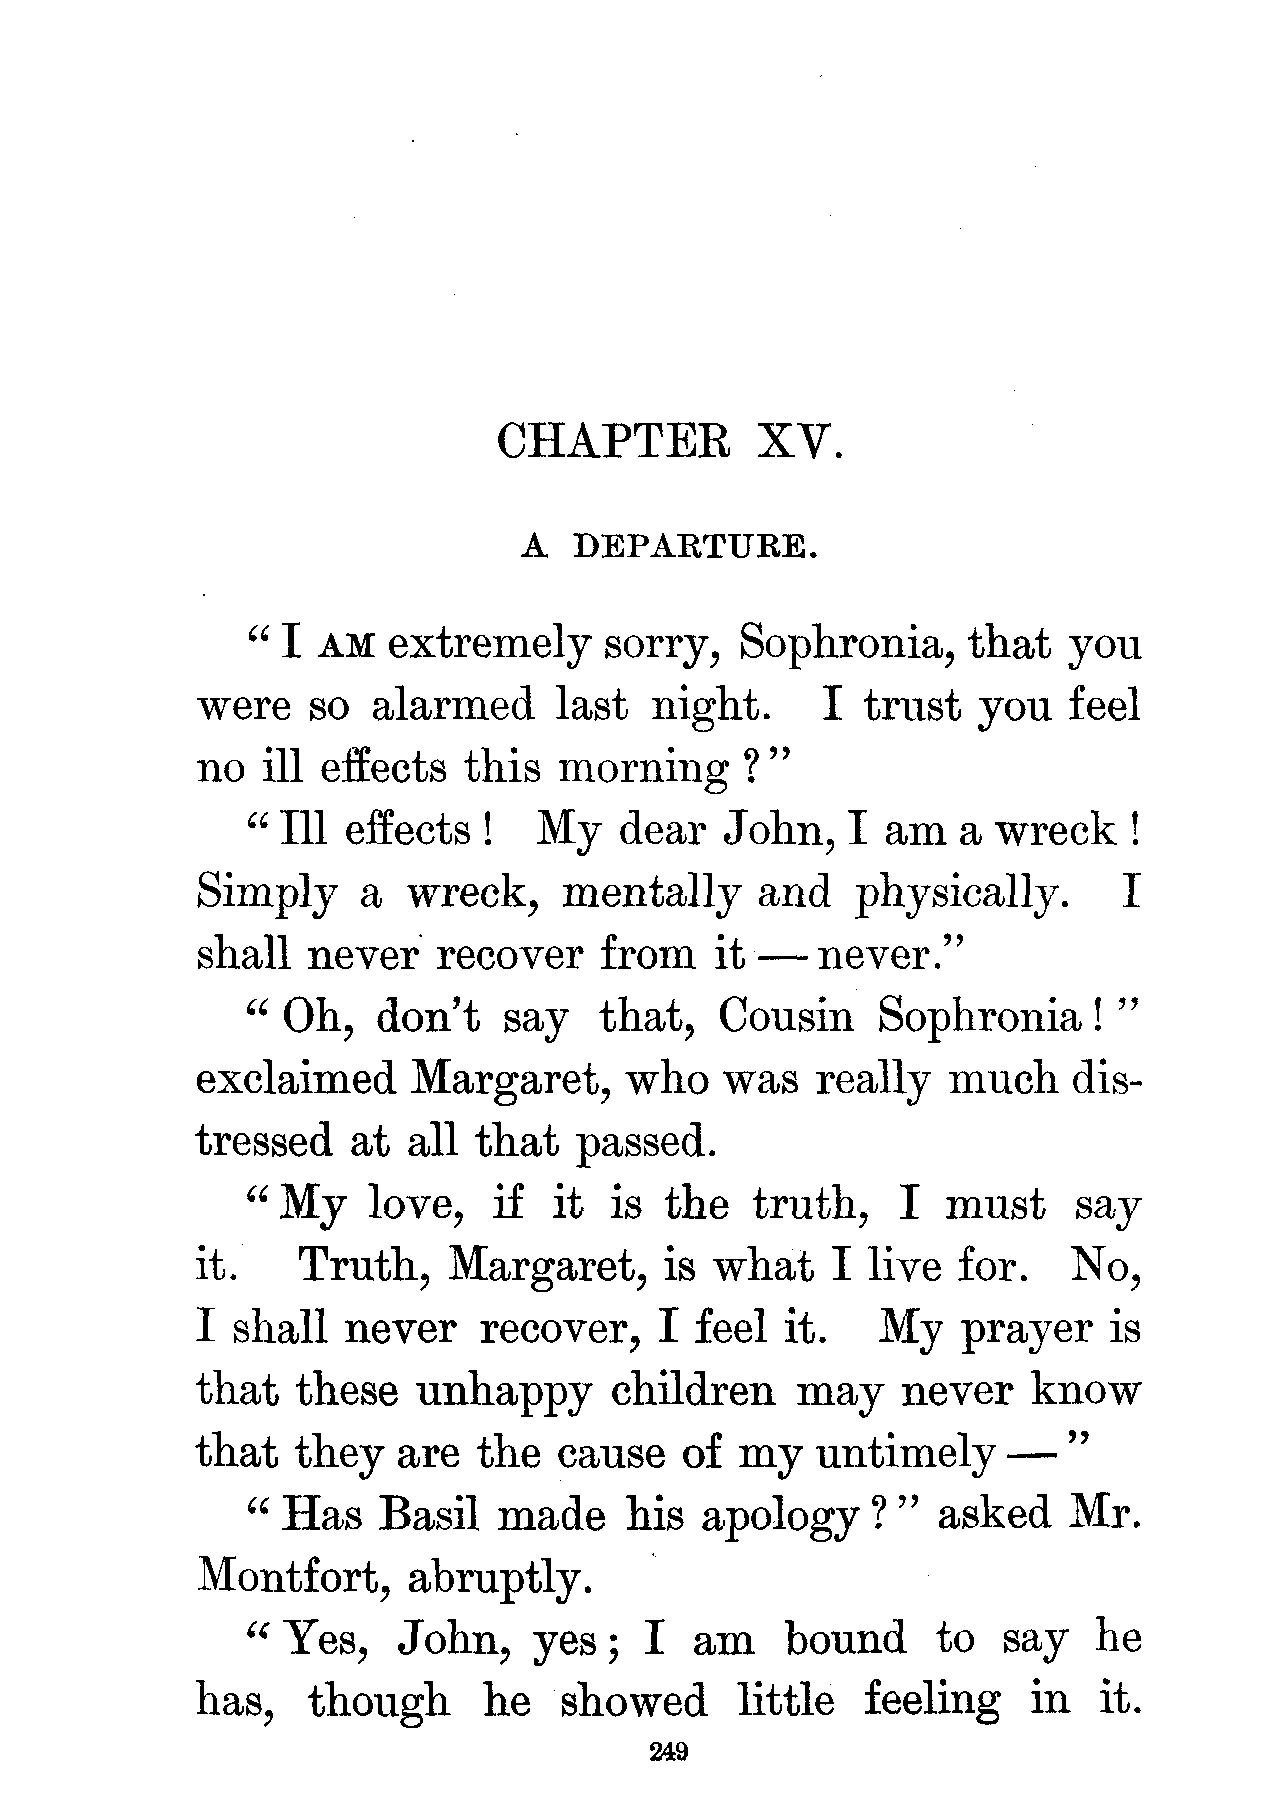 CHAPTER XV.
A DEPARTURE.
“I AM extremely sorry, Sophronia, that you
were so alarmed last night. I trust you feel
no ill effects this morning?”
“Ill effects! My dear John, I am a wreck!
Simply a wreck, mentally and physically. I
shall never recover from it — never.”
“Oh, don’t say that, Cousin Sophronia!”
exclaimed Margaret, who was really much dis-
tressed at all that passed.
“My love, if it is the truth, I must say
it. Truth, Margaret, is what I live for. No,
I shall never recover, I feel it. My prayer is
that these unhappy children may never know
that they are the cause of my untimely —”
“Has Basil made his apology?” asked Mr.
Montfort, abruptly.
“Yes, John, yes; I am bound to say he
has, though he showed little feeling in it.
249